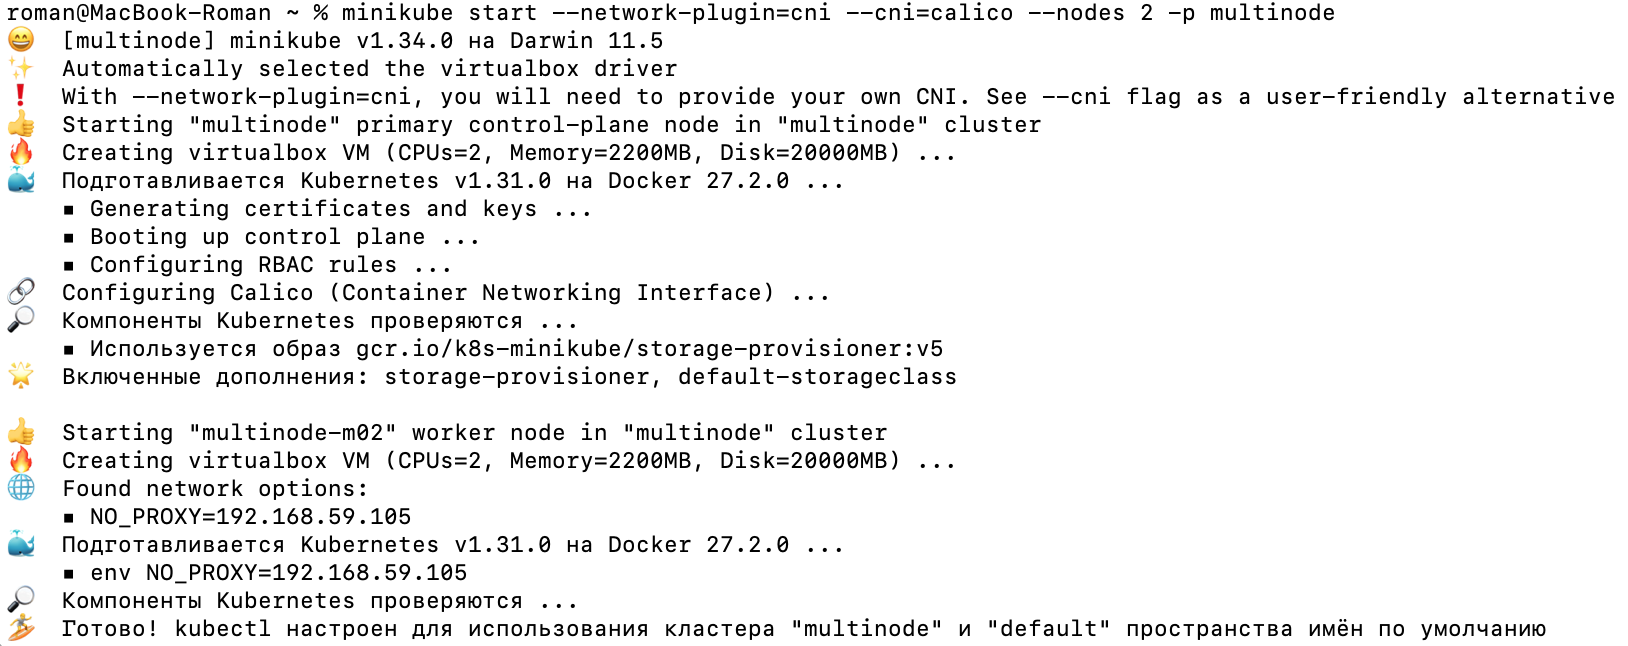 roman@MacBook-Roman ~ % minikube start --network-plugin=cni --cni=calico --nodes 2 -p multinode
😄 [multinode] minikube v1.34.0 на Darwin 11.5
✨ Automatically selected the virtualbox driver
❗ With --network-plugin=cni, you will need to provide your own CNI. See --cni flag as a user-friendly alternative
👍 Starting "multinode" primary control-plane node in "multinode" cluster
🔥 Creating virtualbox VM (CPUs=2, Memory=2200MB, Disk=20000MB) ...
🐳 Подготавливается Kubernetes v1.31.0 на Docker 27.2.0 ...
▪ Generating certificates and keys ...
▪ Booting up control plane ...
▪ Configuring RBAC rules ...
🔗 Configuring Calico (Container Networking Interface) ...
🔎 Компоненты Kubernetes проверяются ...
▪ Используется образ gcr.io/k8s-minikube/storage-provisioner:v5
🌟 Включенные дополнения: storage-provisioner, default-storageclass
👍 Starting "multinode-m02" worker node in "multinode" cluster
🔥 Creating virtualbox VM (CPUs=2, Memory=2200MB, Disk=20000MB) ...
🌐 Found network options:
▪ NO_PROXY=192.168.59.105
🐳 Подготавливается Kubernetes v1.31.0 на Docker 27.2.0 ...
▪ env NO_PROXY=192.168.59.105
🔎 Компоненты Kubernetes проверяются ...
🏄 Готово! kubectl настроен для использования кластера "multinode" и "default" пространства имён по умолчанию